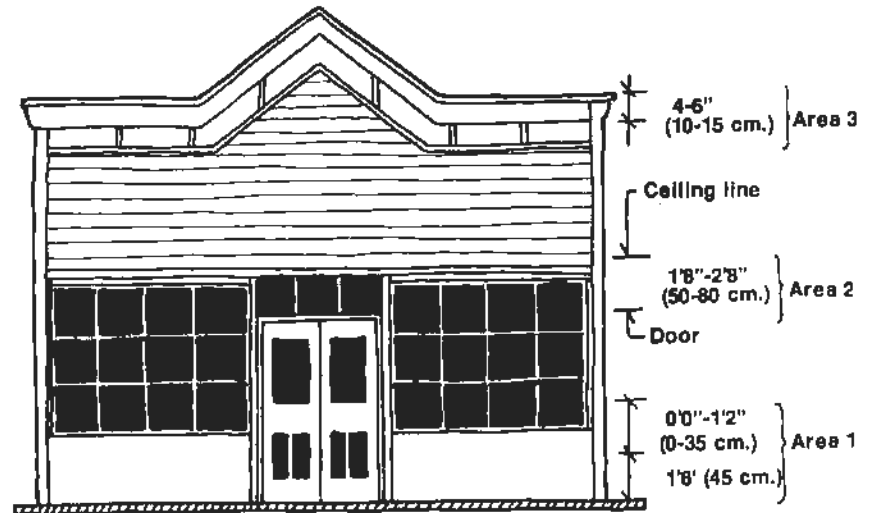 4-6"
(10-15 cm.)
Area 3
Ceiling line
1'8"-2'8"
(50-80 cm.)
Area 2
Door
0'0"-1'2"
(0-35 cm.)
Area 1
1'6' (45 cm.)